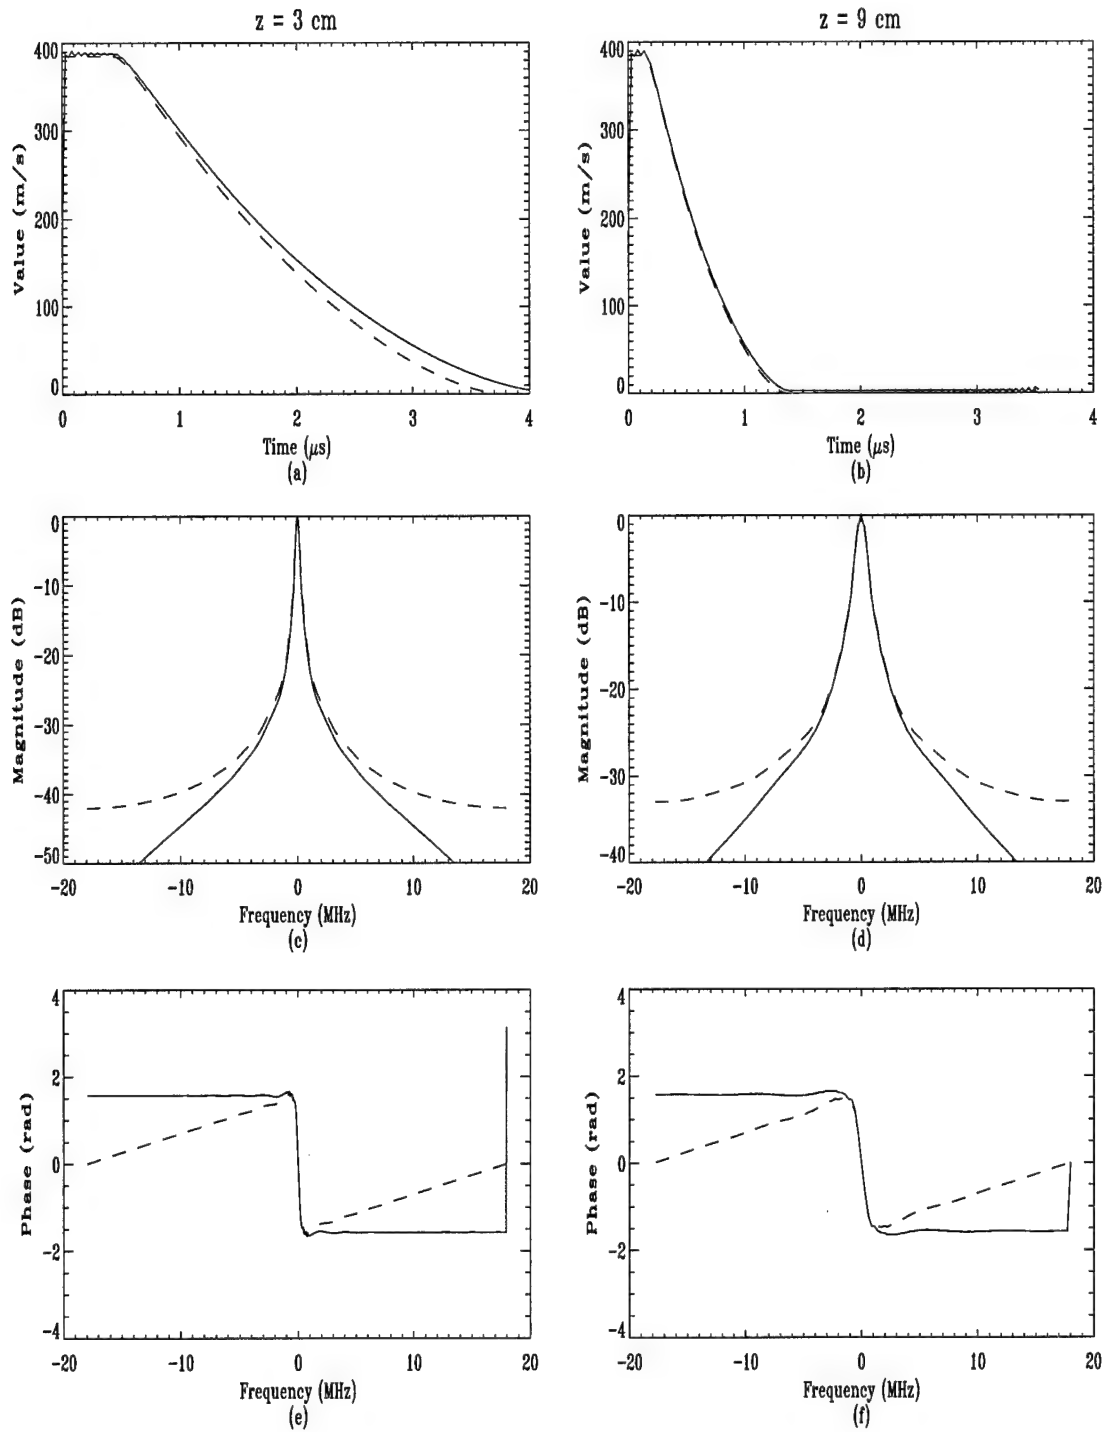 z = 3 cm
z = 9 cm
400
300
200
100
0
Value (m/s)
0 1 2 3 4
Time (μs)
(a)
400
300
200
100
0
Value (m/s)
0 1 2 3 4
Time (μs)
(b)
0
-10
-20
-30
-40
-50
Magnitude (dB)
-20 -10 0 10 20
Frequency (MHz)
(c)
0
-10
-20
-30
-40
Magnitude (dB)
-20 -10 0 10 20
Frequency (MHz)
(d)
4
2
0
-2
-4
Phase (rad)
-20 -10 0 10 20
Frequency (MHz)
(e)
4
2
0
-2
-4
Phase (rad)
-20 -10 0 10 20
Frequency (MHz)
(f)